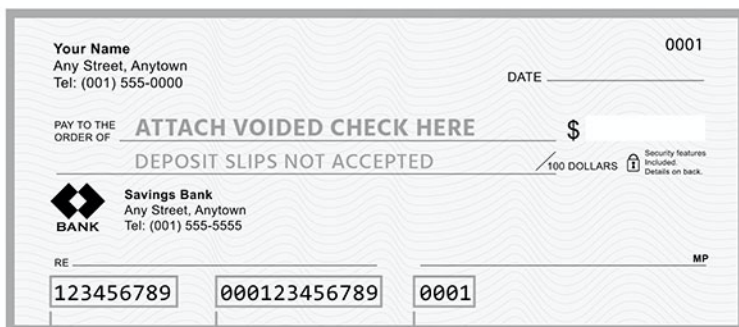 Your Name
Any Street, Anytown
Tel: (001) 555-0000
0001
DATE
PAY TO THE
ORDER OF
ATTACH VOIDED CHECK HERE
$
DEPOSIT SLIPS NOT ACCEPTED
/100 DOLLARS
Security features
Included.
Details on back.
BANK
Savings Bank
Any Street, Anytown
Tel: (001) 555-5555
RE
MP
123456789 000123456789 0001